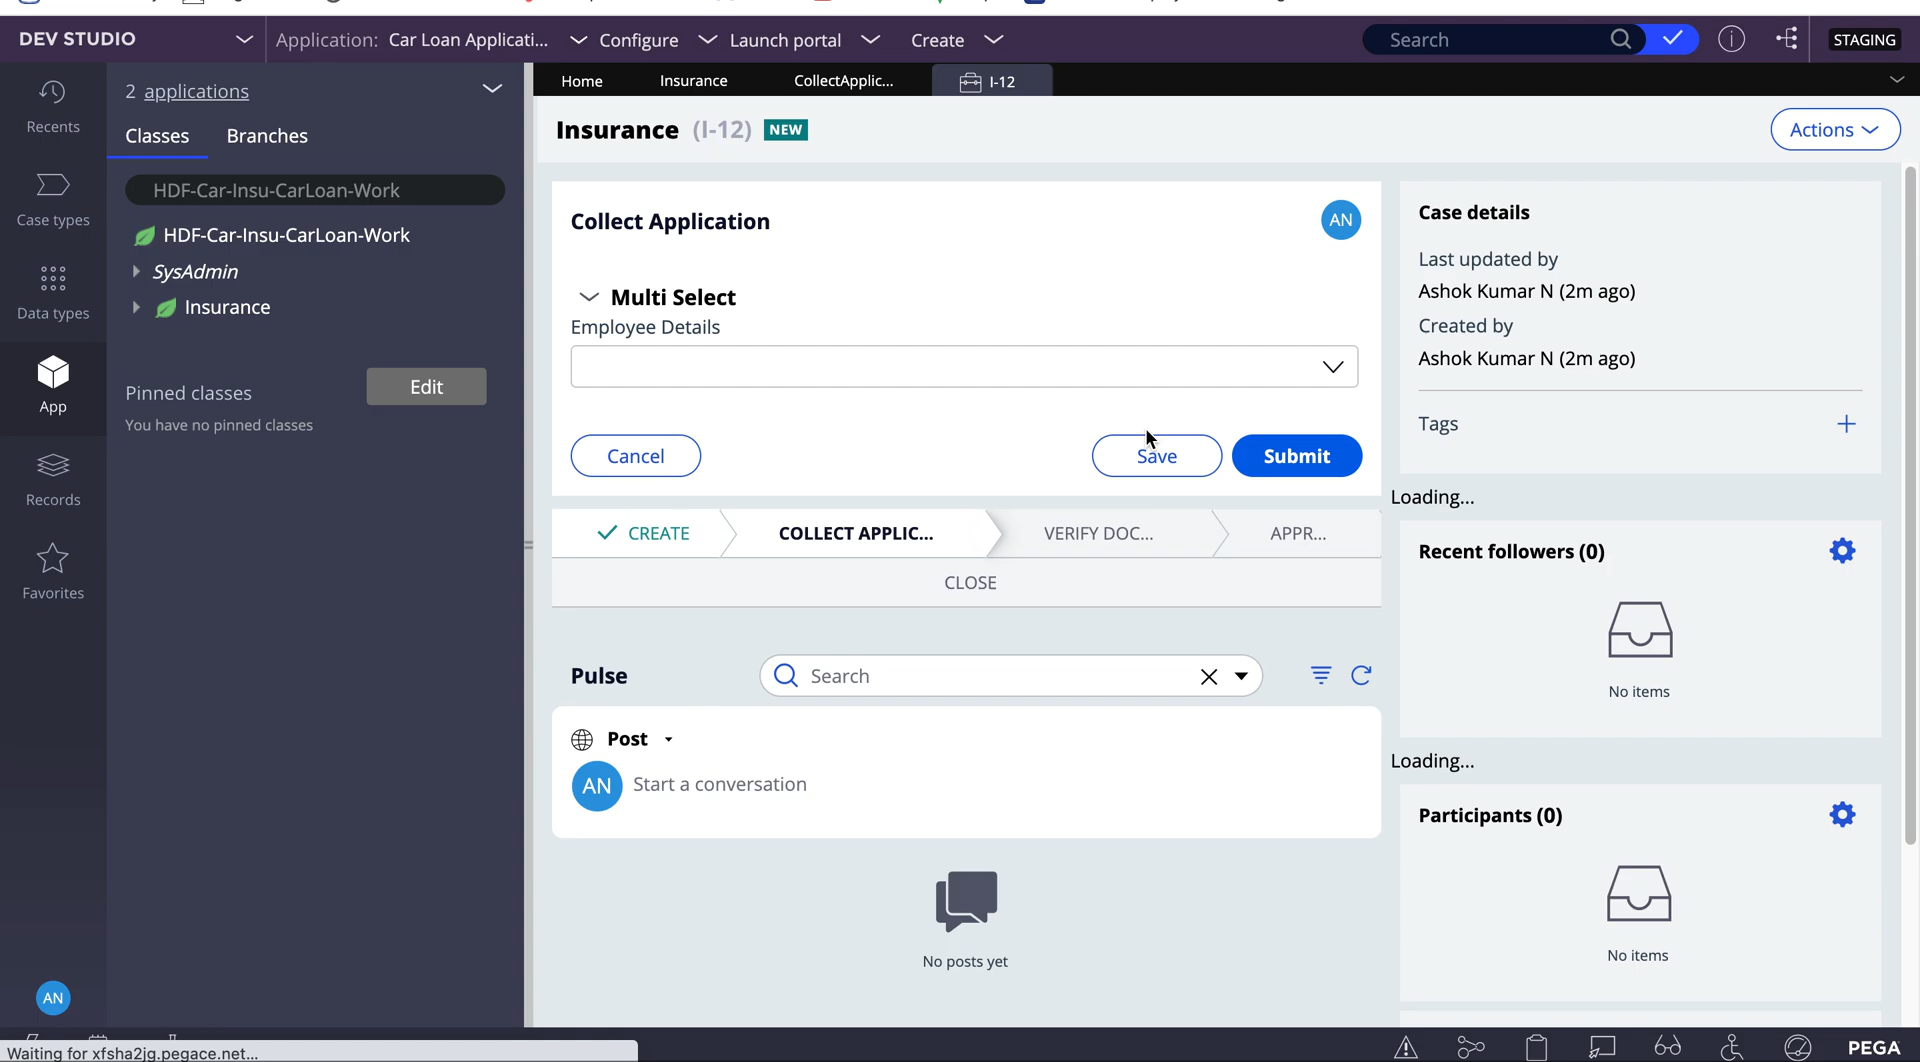 DEV STUDIO
Application: Car Loan Applicati...
Configure
Launch portal
Create
Search
STAGING
Recents
Case types
Data types
App
Records
Favorites
AN
2 applications
Classes
Branches
HDF-Car-Insu-CarLoan-Work
HDF-Car-Insu-CarLoan-Work
SysAdmin
Insurance
Pinned classes
Edit
You have no pinned classes
Home
Insurance
CollectApplic...
I-12
Insurance (I-12) NEW
Actions
Collect Application
AN
Multi Select
Employee Details
Cancel
Save
Submit
CREATE
COLLECT APPLIC...
VERIFY DOC...
APPR...
CLOSE
Pulse
Search
Post
AN
Start a conversation
No posts yet
Case details
Last updated by
Ashok Kumar N (2m ago)
Created by
Ashok Kumar N (2m ago)
Tags
Loading...
Recent followers (0)
No items
Loading...
Participants (0)
No items
Waiting for xfsha2jg.pegace.net...
PEGA